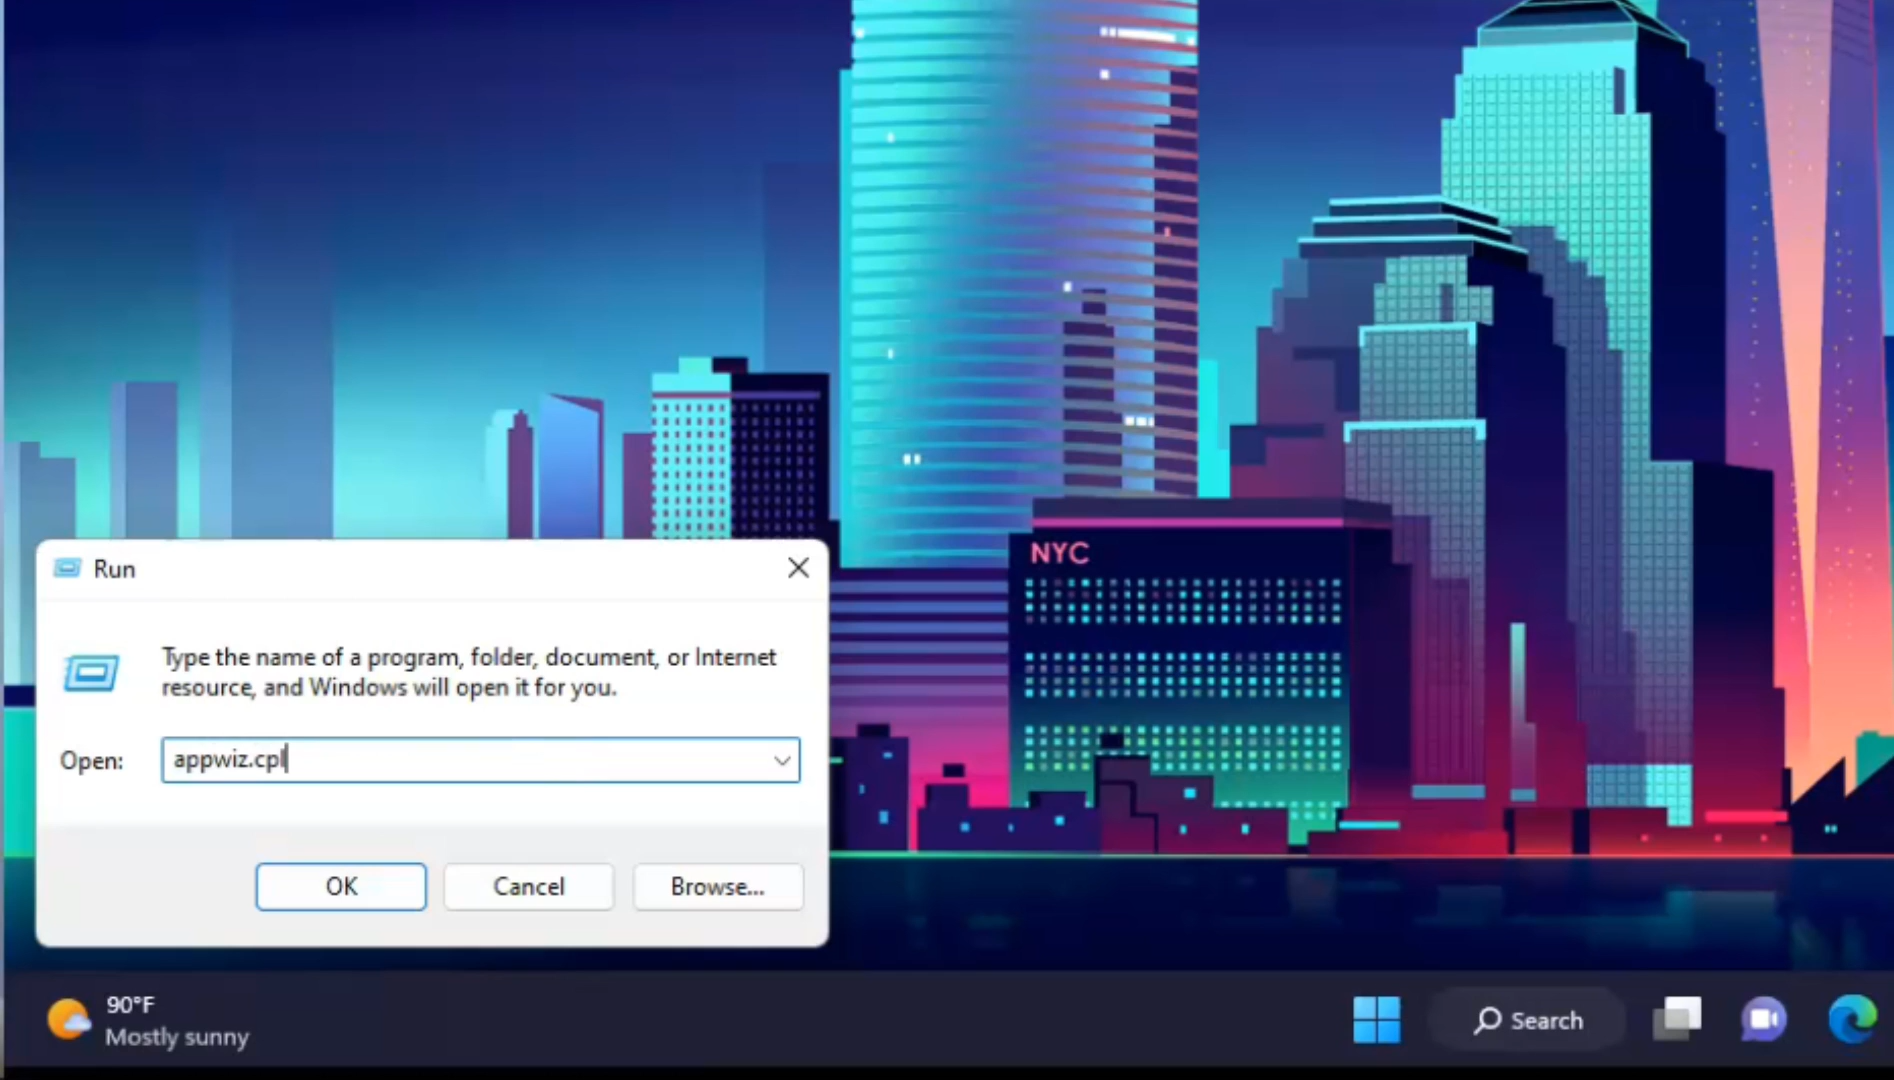 NYC
Run
Type the name of a program, folder, document, or Internet
resource, and Windows will open it for you.
Open: appwiz.cpl
OK Cancel Browse...
90°F
Mostly sunny
Search